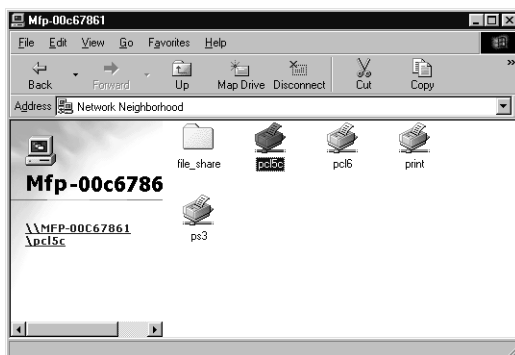 Mfp-00c67861
File Edit View Go Favorites Help
Back Forward Up Map Drive Disconnect Cut Copy »
Address Network Neighborhood
Mfp-00c6786
\\MFP-00C67861
\pcl5c
file_share pcl5c pcl6 print
ps3